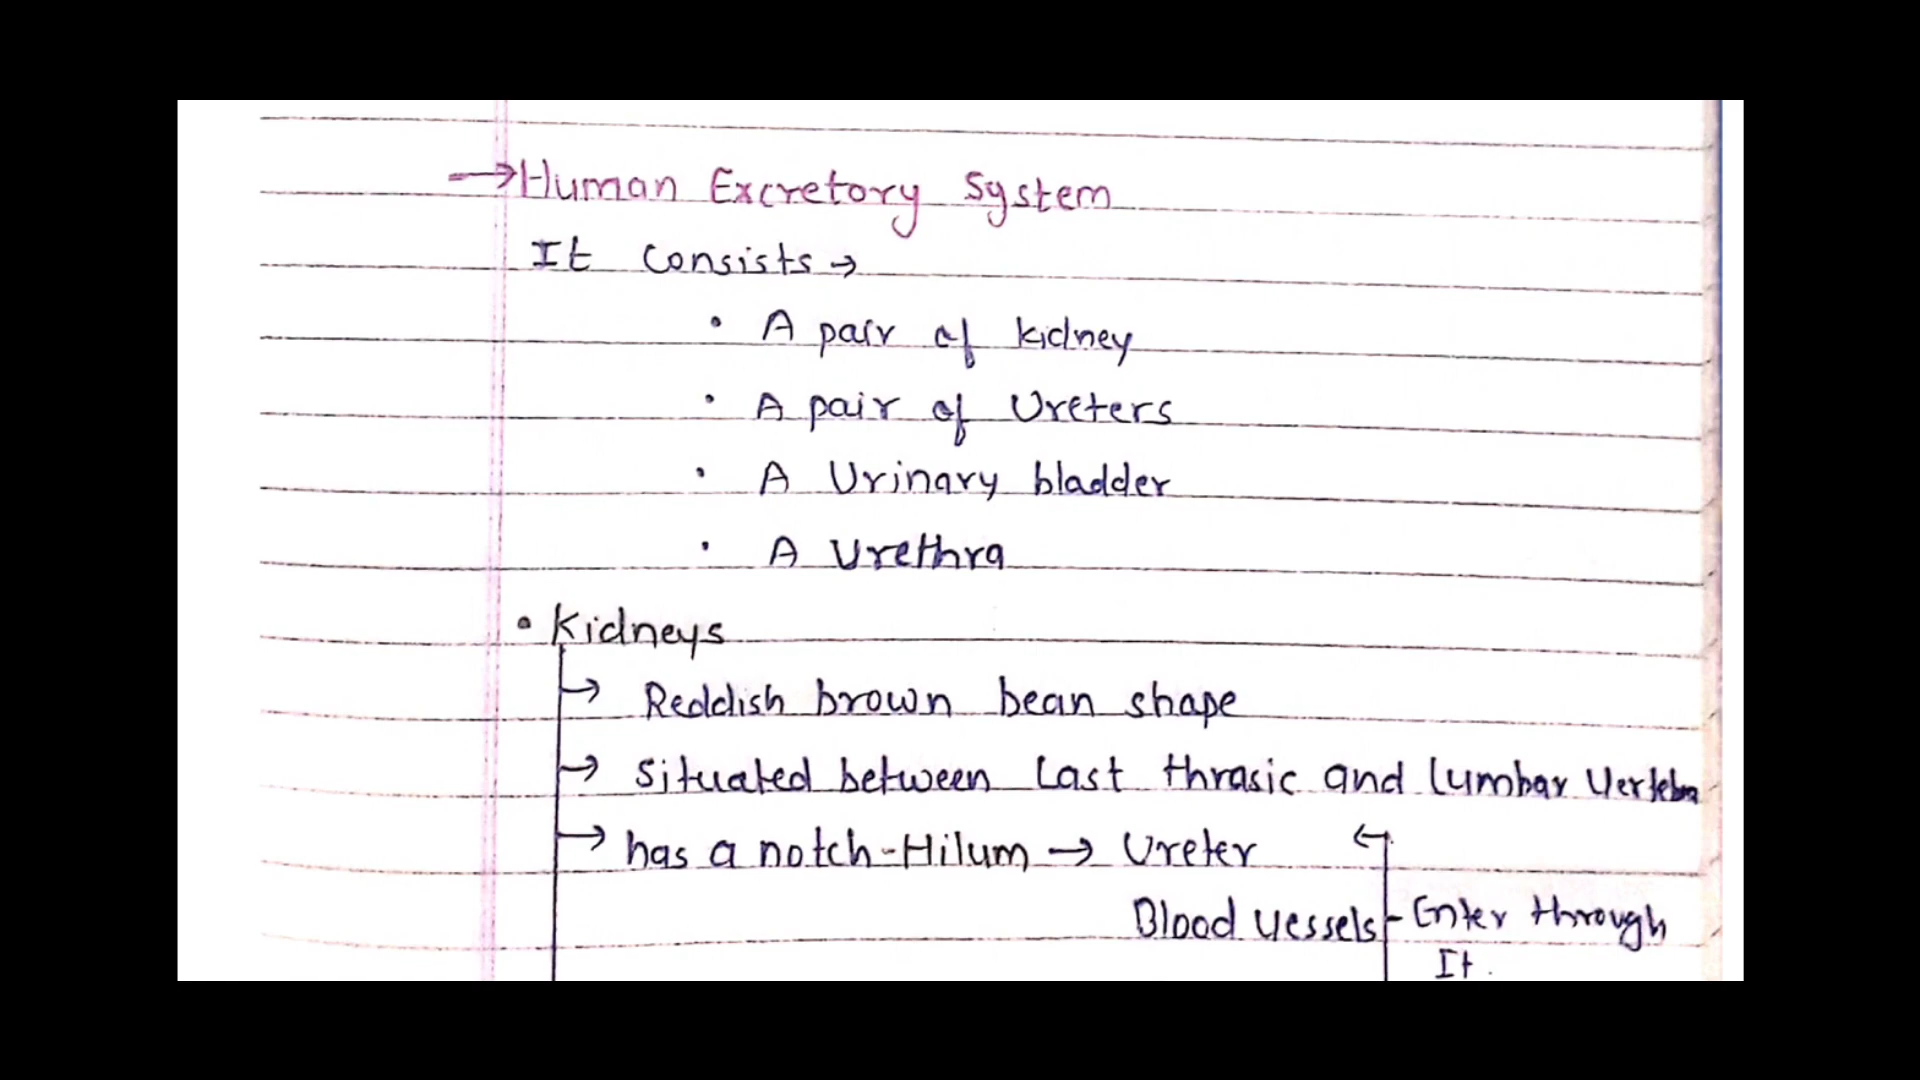 →Human Excretory System
It consists →
• A pair of kidney
• A pair of Ureters
• A Urinary bladder
• A Urethra
• Kidneys
→ Reddish brown bean shape
→ Situated between Last thrasic and lumbar Vertebra
→ has a notch-Hilum → Ureter
Blood vessels - Enter through
It.